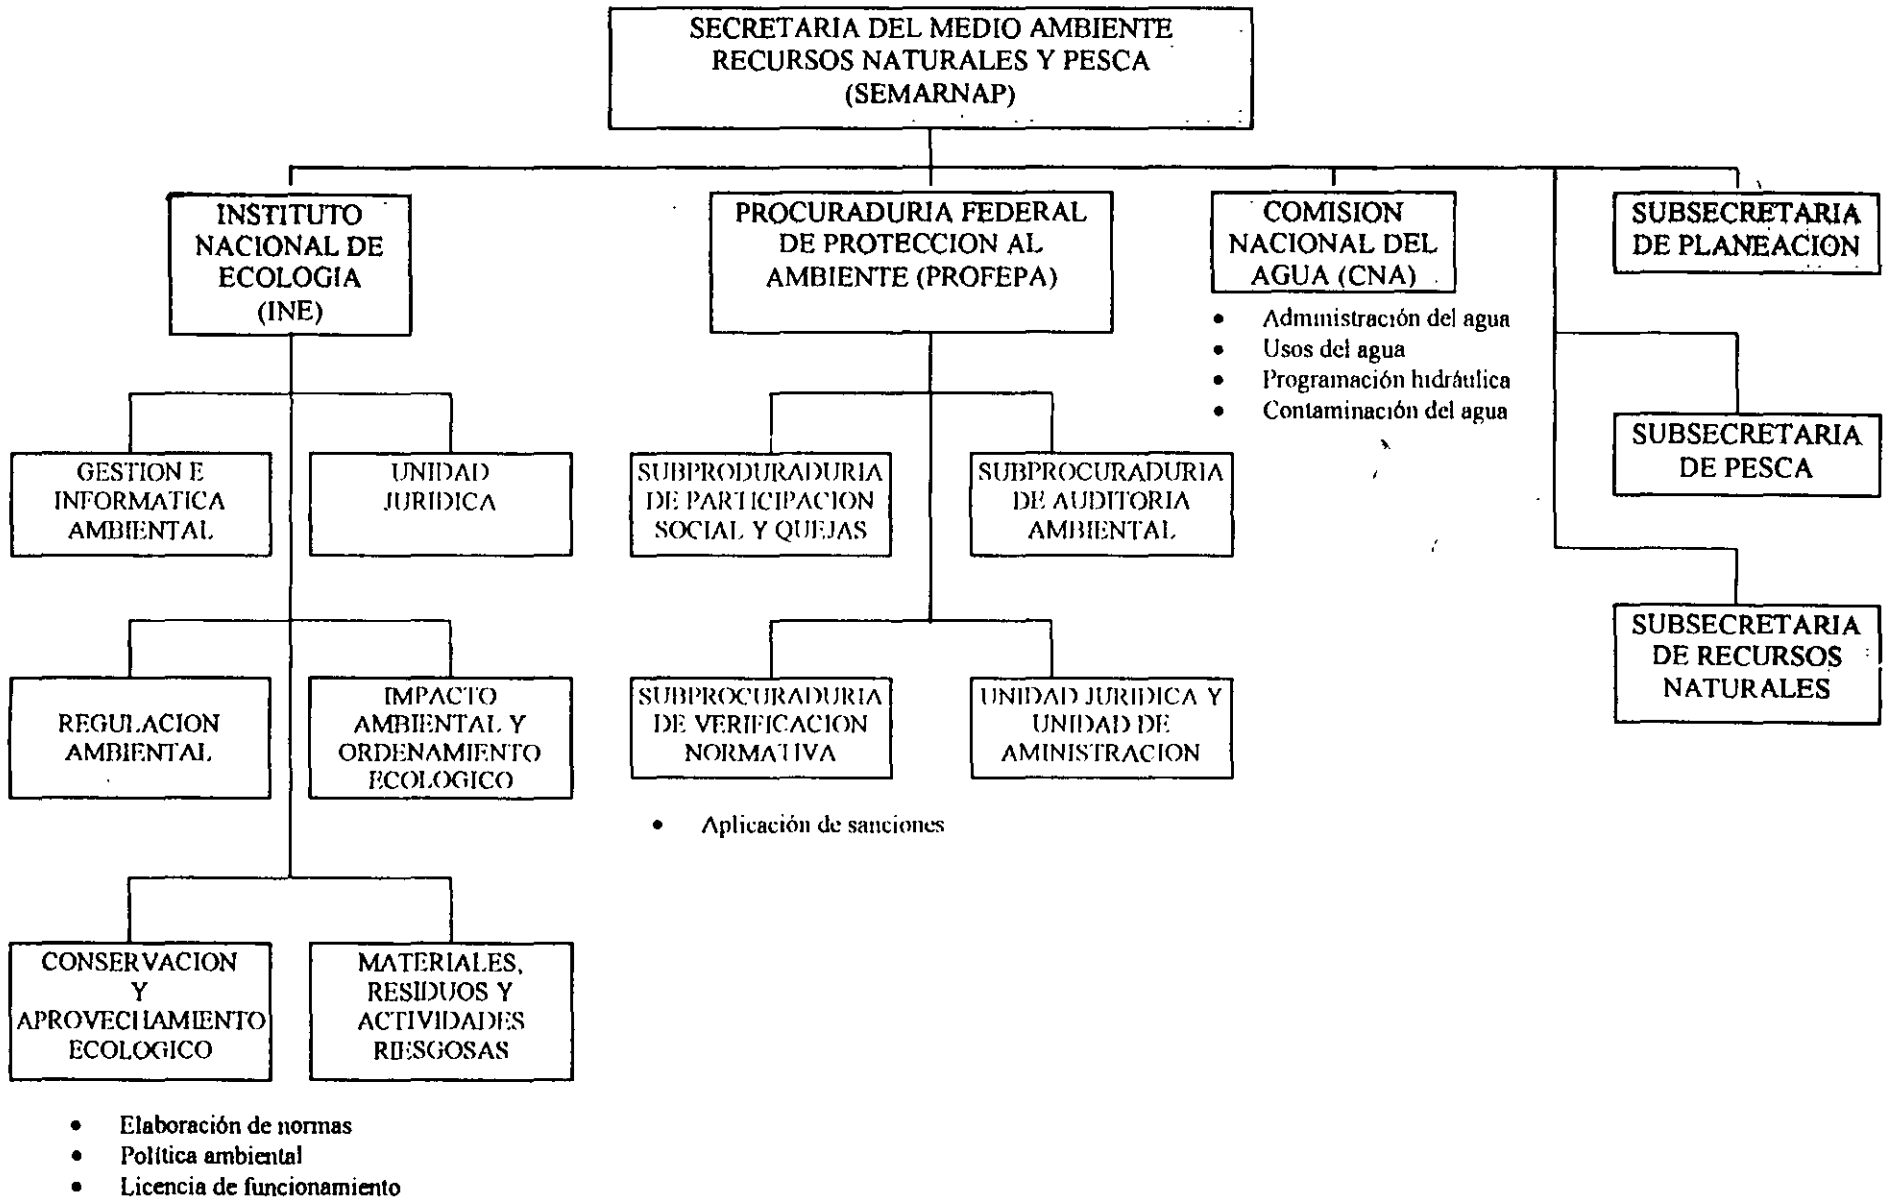 SECRETARIA DEL MEDIO AMBIENTE
RECURSOS NATURALES Y PESCA
(SEMARNAP)
INSTITUTO
NACIONAL DE
ECOLOGIA
(INE)
PROCURADURIA FEDERAL
DE PROTECCION AL
AMBIENTE (PROFEPA)
COMISION
NACIONAL DEL
AGUA (CNA)
SUBSECRETARIA
DE PLANEACION
• Administración del agua
• Usos del agua
• Programación hidráulica
• Contaminación del agua
SUBSECRETARIA
DE PESCA
SUBSECRETARIA
DE RECURSOS
NATURALES
GESTION E
INFORMATICA
AMBIENTAL
UNIDAD
JURIDICA
SUBPRODURADURIA
DE PARTICIPACION
SOCIAL Y QUEJAS
SUBPROCURADURIA
DE AUDITORIA
AMBIENTAL
REGULACION
AMBIENTAL
IMPACTO
AMBIENTAL Y
ORDENAMIENTO
ECOLOGICO
SUBPROCURADURIA
DE VERIFICACION
NORMATIVA
UNIDAD JURIDICA Y
UNIDAD DE
AMINISTRACION
• Aplicación de sanciones
CONSERVACION
Y
APROVECHAMIENTO
ECOLOGICO
MATERIALES,
RESIDUOS Y
ACTIVIDADES
RIESGOSAS
• Elaboración de normas
• Política ambiental
• Licencia de funcionamiento